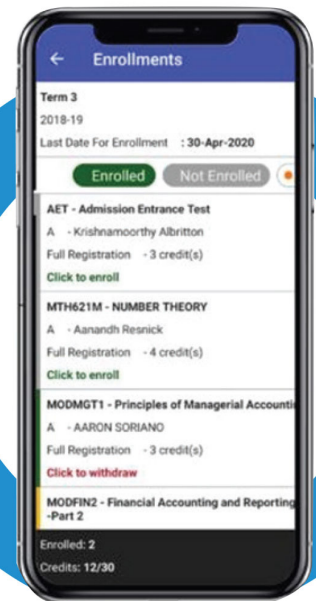 Enrollments
Term 3
2018-19
Last Date For Enrollment : 30-Apr-2020
Enrolled Not Enrolled
AET - Admission Entrance Test
A - Krishnamoorthy Albritton
Full Registration - 3 credit(s)
Click to enroll
MTH621M - NUMBER THEORY
A - Aanandh Resnick
Full Registration - 4 credit(s)
Click to enroll
MODMGT1 - Principles of Managerial Accounti
A - AARON SORIANO
Full Registration - 3 credit(s)
Click to withdraw
MODFIN2 - Financial Accounting and Reporting
-Part 2
Enrolled: 2
Credits: 12/30